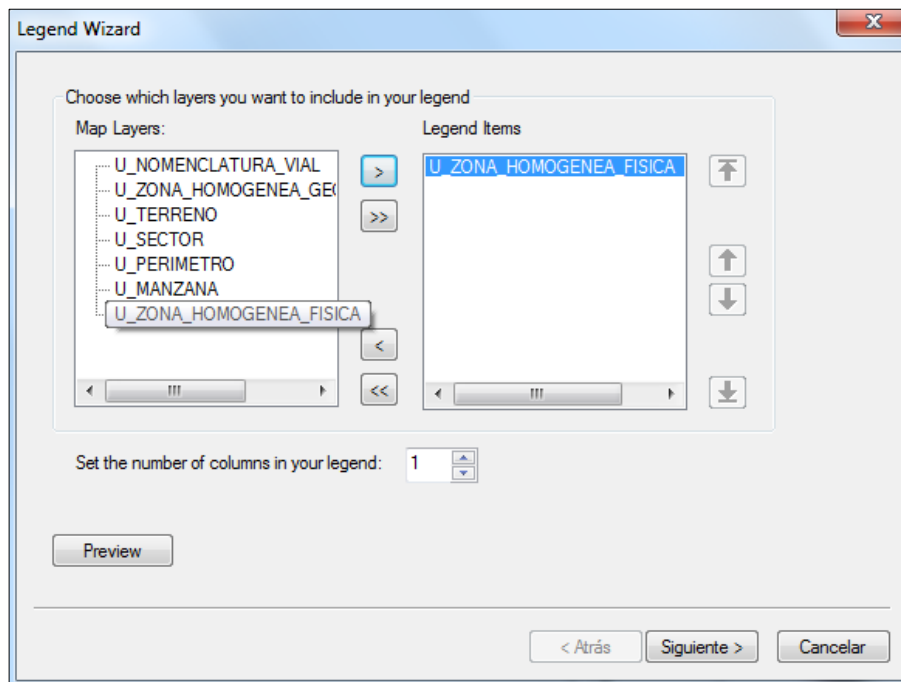 Legend Wizard
Choose which layers you want to include in your legend
Map Layers:
U_NOMENCLATURA_VIAL
U_ZONA_HOMOGENEA_GEO
U_TERRENO
U_SECTOR
U_PERIMETRO
U_MANZANA
U_ZONA_HOMOGENEA_FISICA
>
>>
<
<<
Legend Items
U_ZONA_HOMOGENEA_FISICA
Set the number of columns in your legend:
1
Preview
< Atrás
Siguiente >
Cancelar